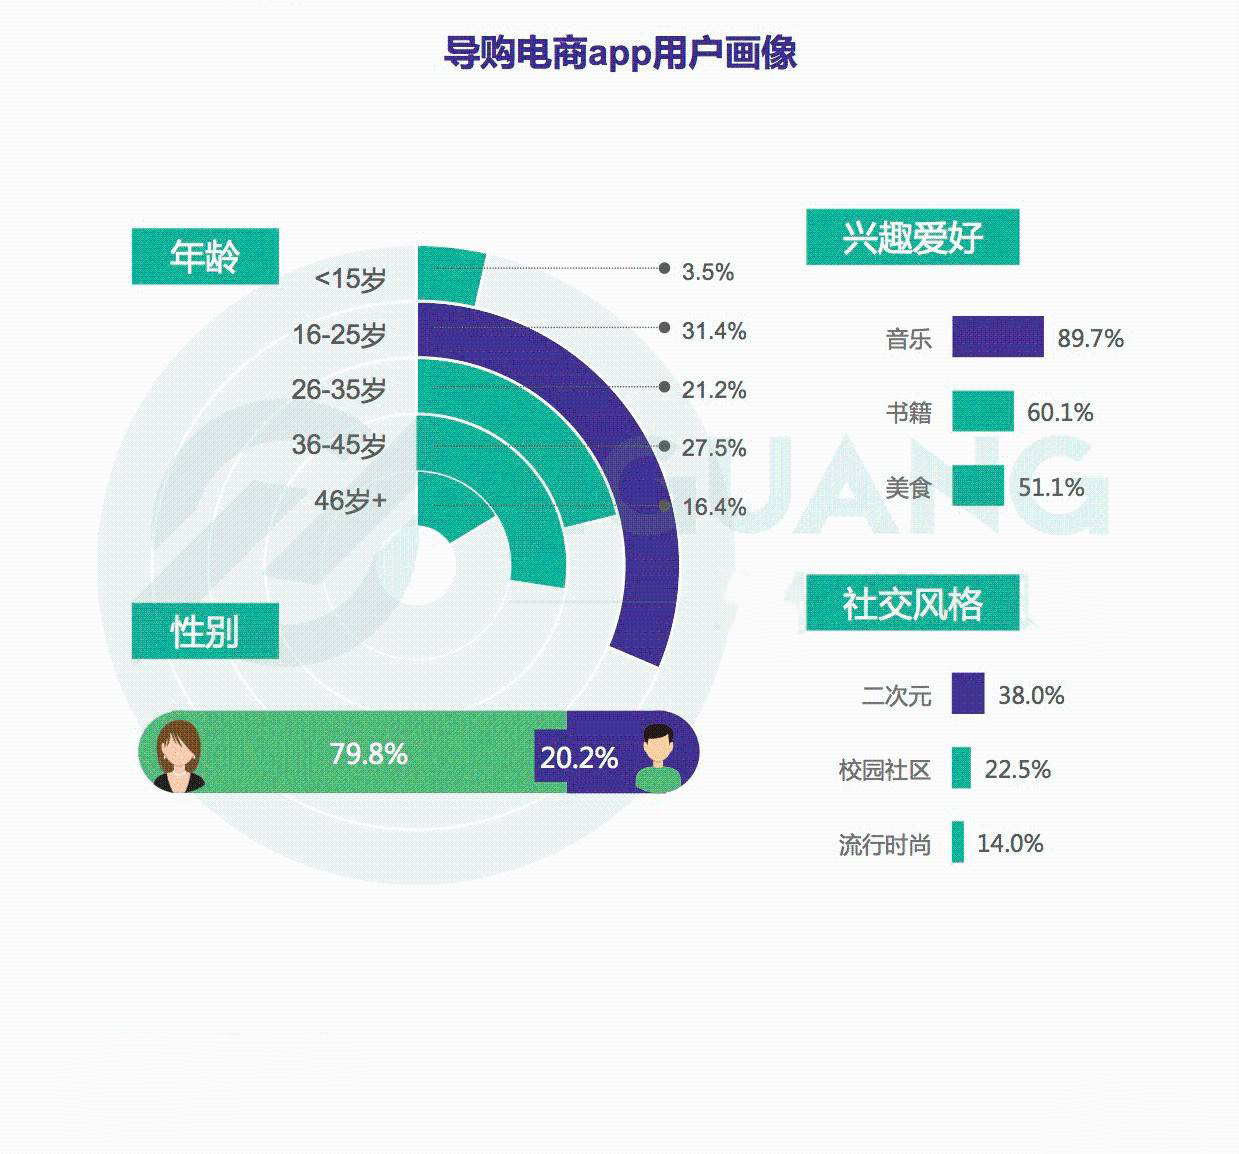 导购电商app用户画像
年龄
<15岁 3.5%
16-25岁 31.4%
26-35岁 21.2%
36-45岁 27.5%
46岁+ 16.4%
性别
79.8% 20.2%
兴趣爱好
音乐 89.7%
书籍 60.1%
美食 51.1%
社交风格
二次元 38.0%
校园社区 22.5%
流行时尚 14.0%
GUANG